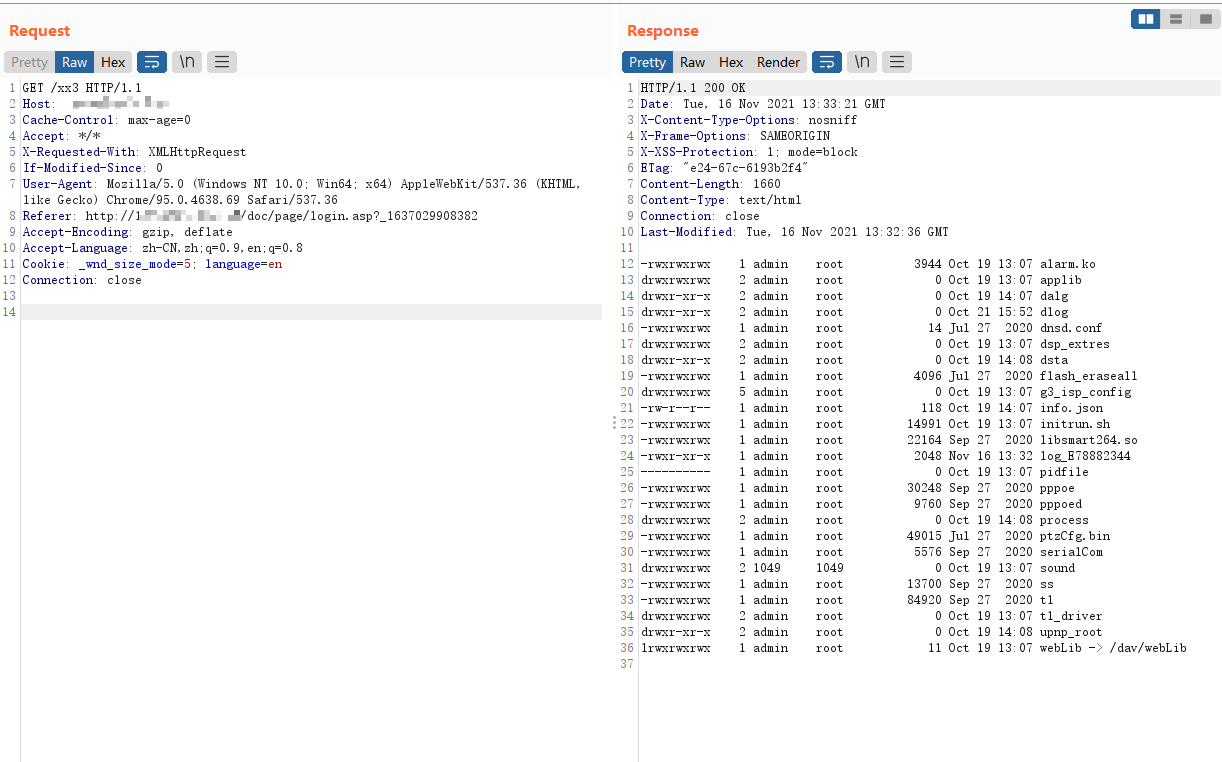 Request
Pretty Raw Hex \n
1 GET /xx3 HTTP/1.1
2 Host:
3 Cache-Control: max-age=0
4 Accept: */*
5 X-Requested-With: XMLHttpRequest
6 If-Modified-Since: 0
7 User-Agent: Mozilla/5.0 (Windows NT 10.0; Win64; x64) AppleWebKit/537.36 (KHTML,
like Gecko) Chrome/95.0.4638.69 Safari/537.36
8 Referer: http://1 /doc/page/login.asp?_1637029908382
9 Accept-Encoding: gzip, deflate
10 Accept-Language: zh-CN,zh;q=0.9,en;q=0.8
11 Cookie: _wnd_size_mode=5; language=en
12 Connection: close
13
14
Response
Pretty Raw Hex Render \n
1 HTTP/1.1 200 OK
2 Date: Tue, 16 Nov 2021 13:33:21 GMT
3 X-Content-Type-Options: nosniff
4 X-Frame-Options: SAMEORIGIN
5 X-XSS-Protection: 1; mode=block
6 ETag: "e24-67c-6193b2f4"
7 Content-Length: 1660
8 Content-Type: text/html
9 Connection: close
10 Last-Modified: Tue, 16 Nov 2021 13:32:36 GMT
11
12 -rwxrwxrwx 1 admin root 3944 Oct 19 13:07 alarm.ko
13 drwxrwxrwx 2 admin root 0 Oct 19 13:07 applib
14 drwxr-xr-x 2 admin root 0 Oct 19 14:07 dalg
15 drwxr-xr-x 2 admin root 0 Oct 21 15:52 dlog
16 -rwxrwxrwx 1 admin root 14 Jul 27 2020 dnsd.conf
17 drwxrwxrwx 2 admin root 0 Oct 19 13:07 dsp_extres
18 drwxr-xr-x 2 admin root 0 Oct 19 14:08 dsta
19 -rwxrwxrwx 1 admin root 4096 Jul 27 2020 flash_eraseall
20 drwxrwxrwx 5 admin root 0 Oct 19 13:07 g3_isp_config
21 -rw-r--r-- 1 admin root 118 Oct 19 14:07 info.json
22 -rwxrwxrwx 1 admin root 14991 Oct 19 13:07 initrun.sh
23 -rwxrwxrwx 1 admin root 22164 Sep 27 2020 libsmart264.so
24 -rwxr-xr-x 1 admin root 2048 Nov 16 13:32 log_E78882344
25 ---------- 1 admin root 0 Oct 19 13:07 pidfile
26 -rwxrwxrwx 1 admin root 30248 Sep 27 2020 pppoe
27 -rwxrwxrwx 1 admin root 9760 Sep 27 2020 pppoed
28 drwxrwxrwx 2 admin root 0 Oct 19 14:08 process
29 -rwxrwxrwx 1 admin root 49015 Jul 27 2020 ptzCfg.bin
30 -rwxrwxrwx 1 admin root 5576 Sep 27 2020 serialCom
31 drwxrwxrwx 2 1049 1049 0 Oct 19 13:07 sound
32 -rwxrwxrwx 1 admin root 13700 Sep 27 2020 ss
33 -rwxrwxrwx 1 admin root 84920 Sep 27 2020 t1
34 drwxrwxrwx 2 admin root 0 Oct 19 13:07 t1_driver
35 drwxr-xr-x 2 admin root 0 Oct 19 14:08 upnp_root
36 lrwxrwxrwx 1 admin root 11 Oct 19 13:07 webLib -> /dav/webLib
37